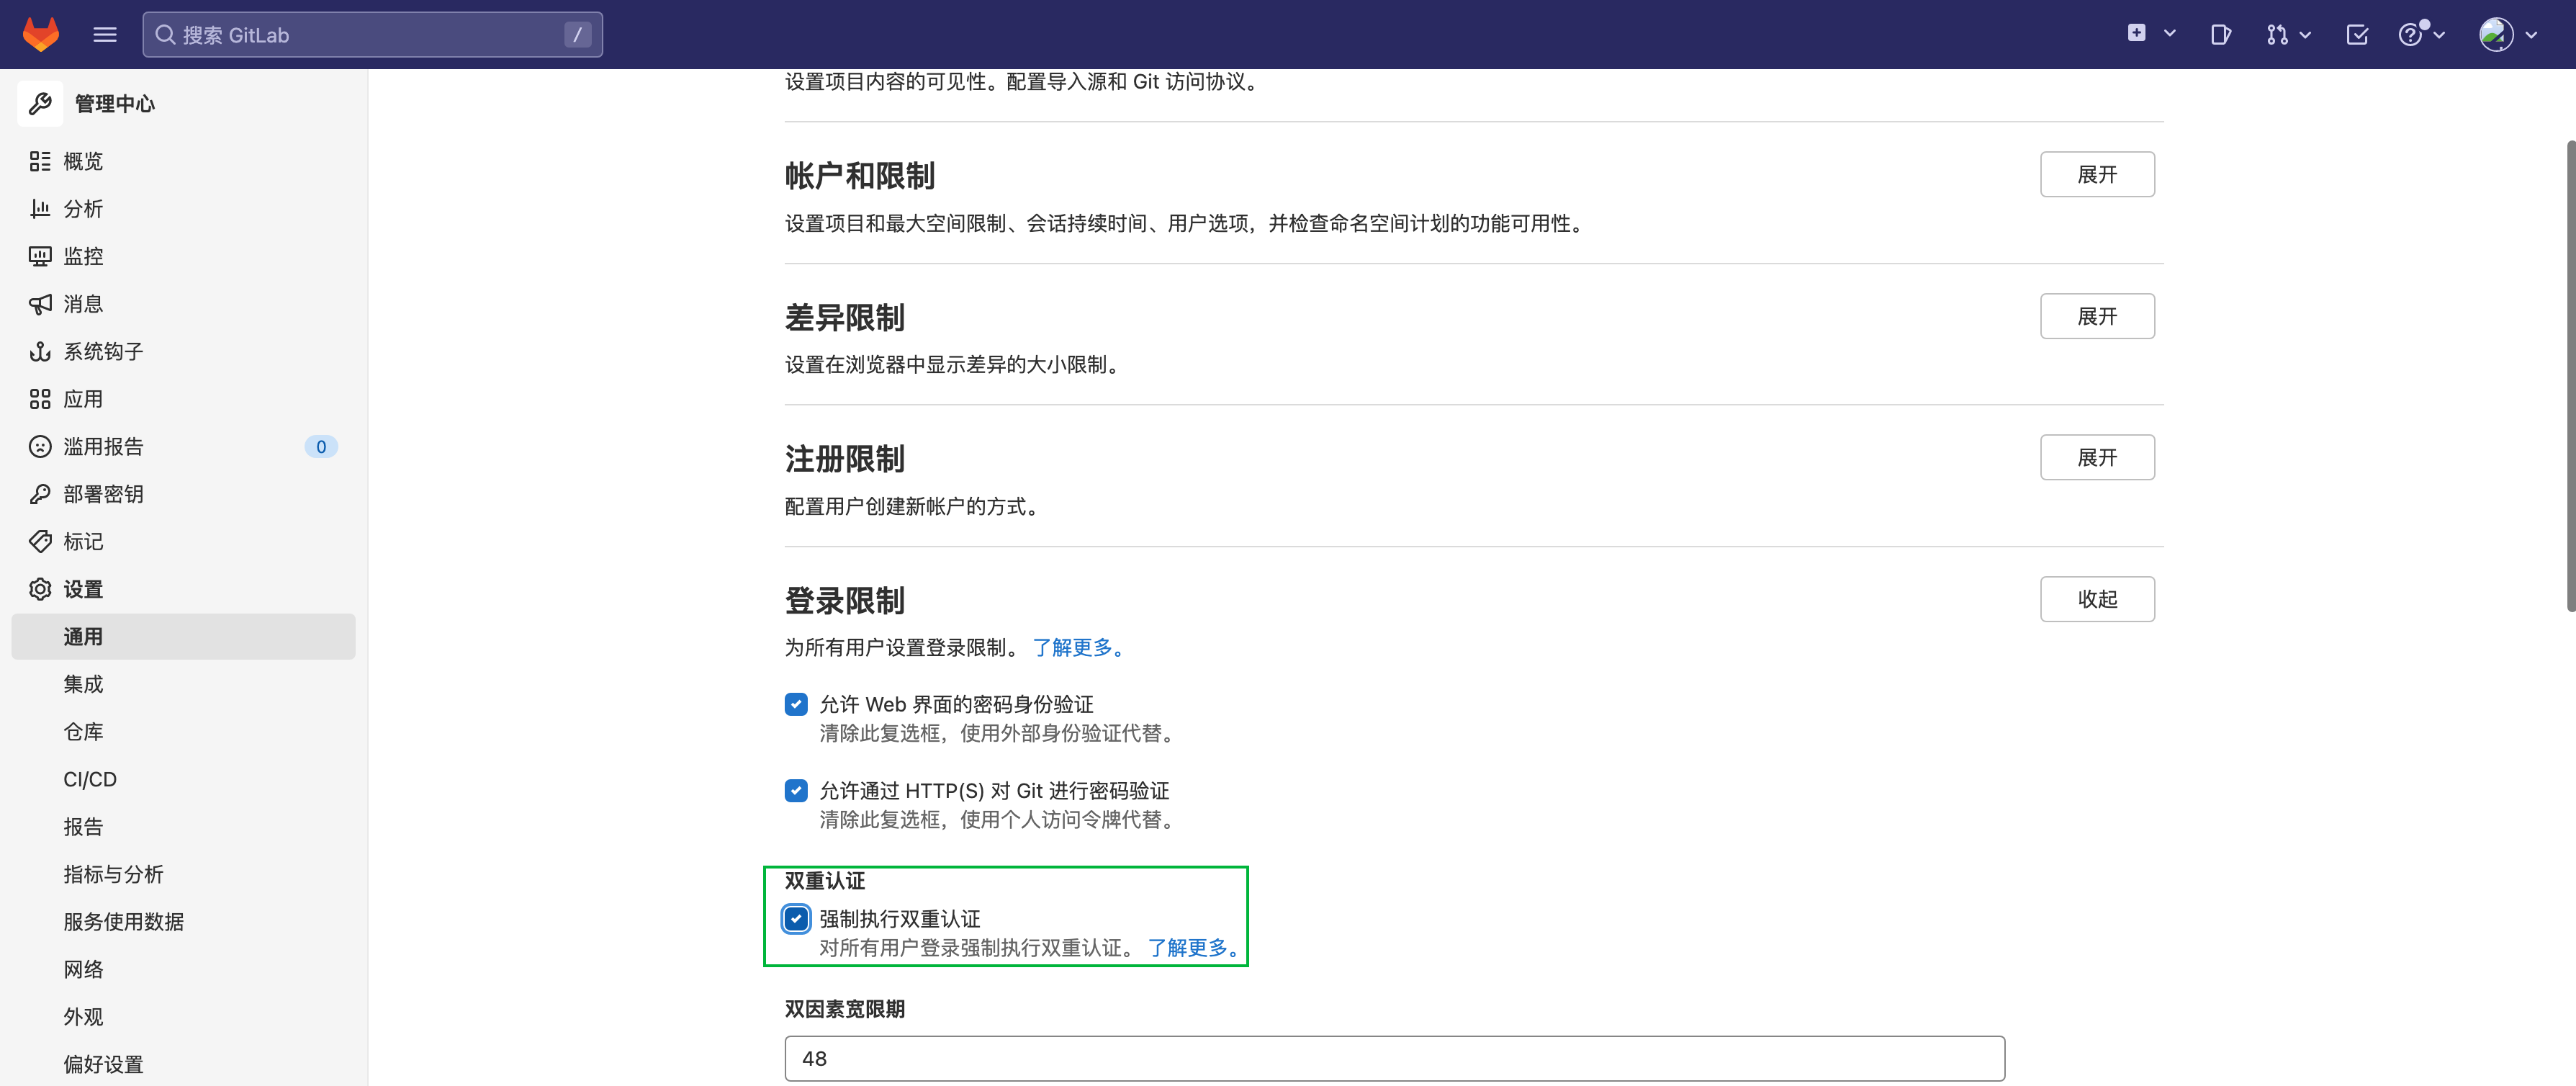 搜索 GitLab
/
管理中心
概览
分析
监控
消息
系统钩子
应用
滥用报告
0
部署密钥
标记
设置
通用
集成
仓库
CI/CD
报告
指标与分析
服务使用数据
网络
外观
偏好设置
设置项目内容的可见性。配置导入源和 Git 访问协议。
帐户和限制
展开
设置项目和最大空间限制、会话持续时间、用户选项，并检查命名空间计划的功能可用性。
差异限制
展开
设置在浏览器中显示差异的大小限制。
注册限制
展开
配置用户创建新帐户的方式。
登录限制
收起
为所有用户设置登录限制。 了解更多。
允许 Web 界面的密码身份验证
清除此复选框，使用外部身份验证代替。
允许通过 HTTP(S) 对 Git 进行密码验证
清除此复选框，使用个人访问令牌代替。
双重认证
强制执行双重认证
对所有用户登录强制执行双重认证。 了解更多。
双因素宽限期
48